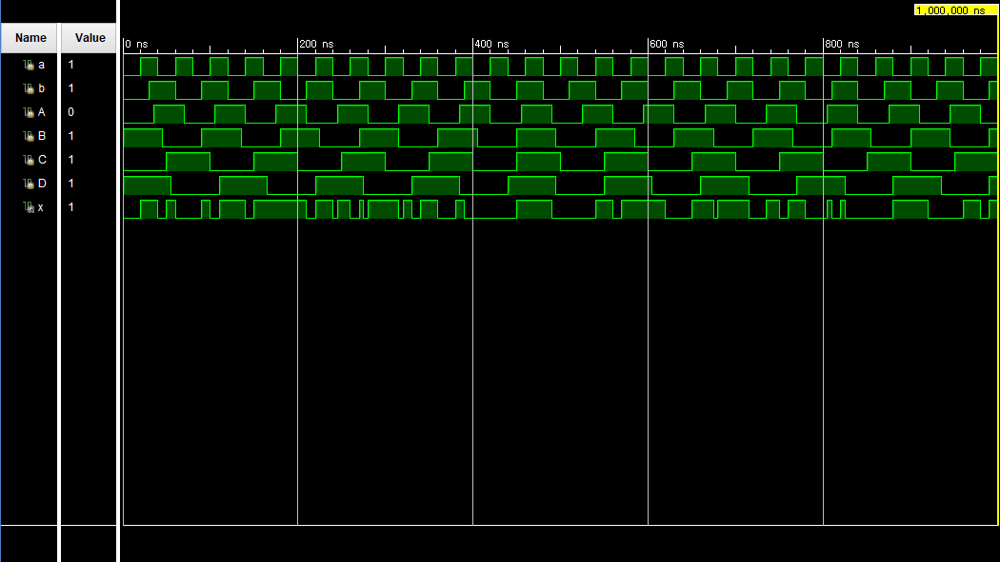 1,000,000 ns
Name Value
0 ns 200 ns 400 ns 600 ns 800 ns
a 1
b 1
A 0
B 1
C 1
D 1
x 1